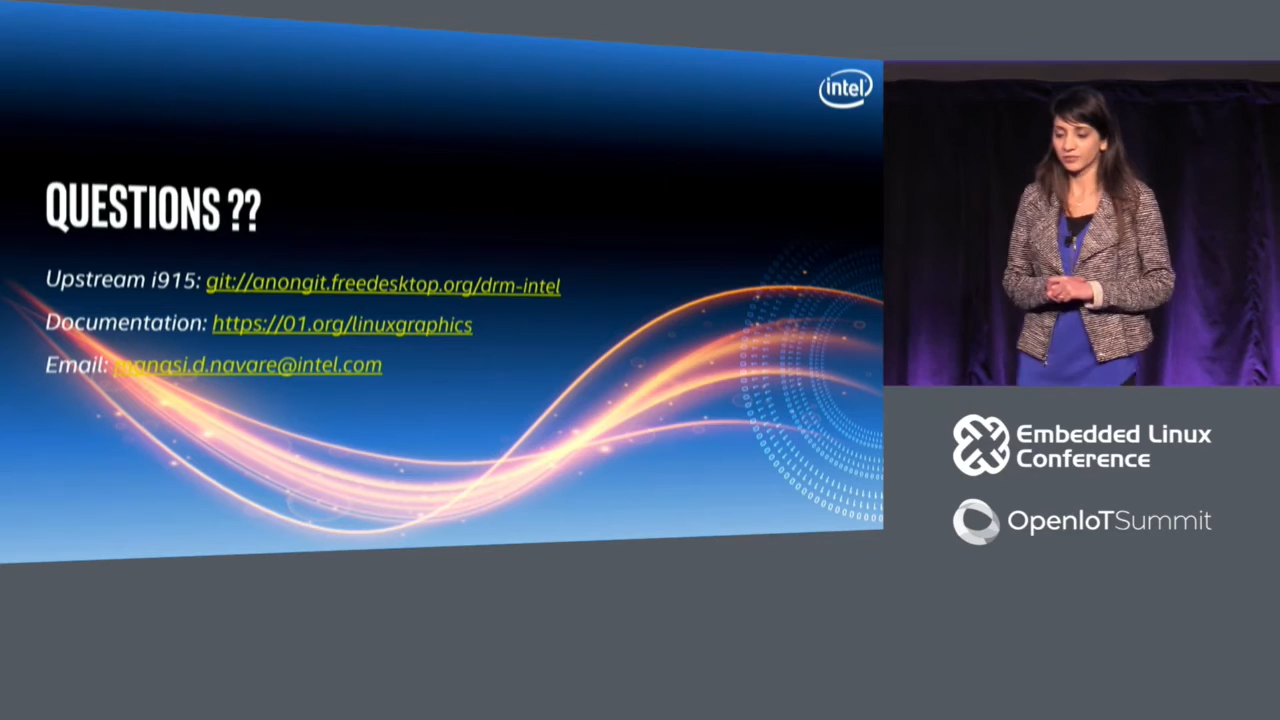 intel
QUESTIONS ??
Upstream i915: git://anongit.freedesktop.org/drm-intel
Documentation: https://01.org/linuxgraphics
Email: manasi.d.navare@intel.com
Embedded Linux
Conference
OpenIoTSummit